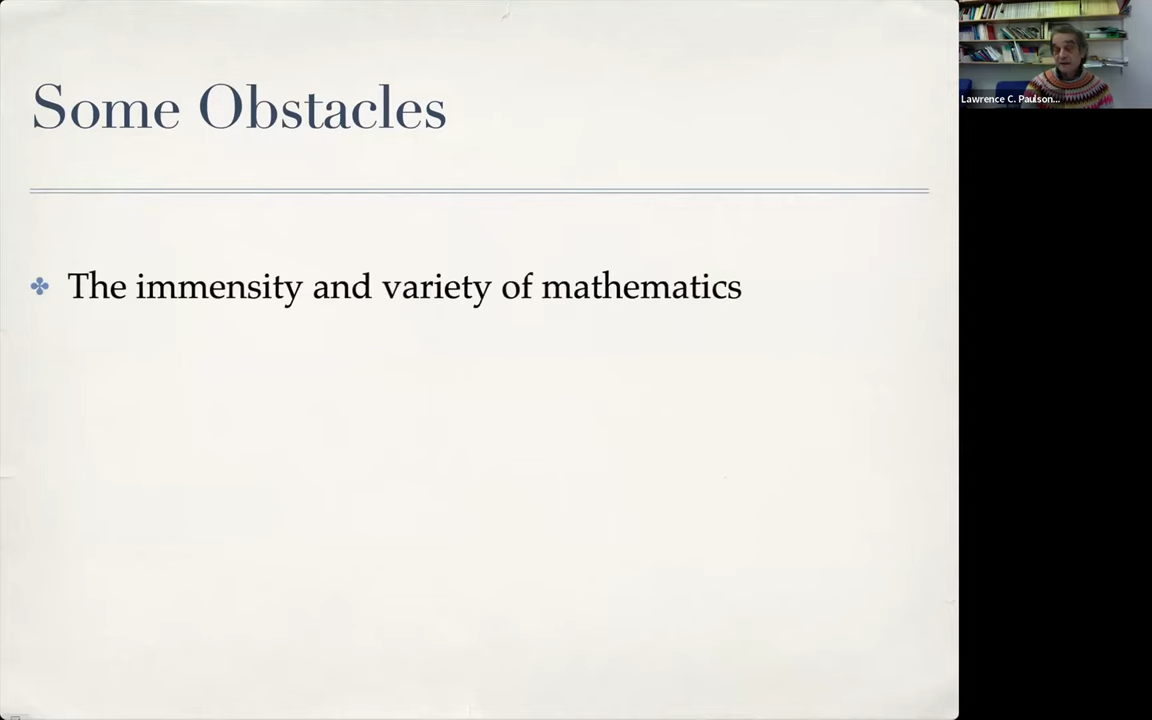 Some Obstacles
The immensity and variety of mathematics
Lawrence C. Paulson...